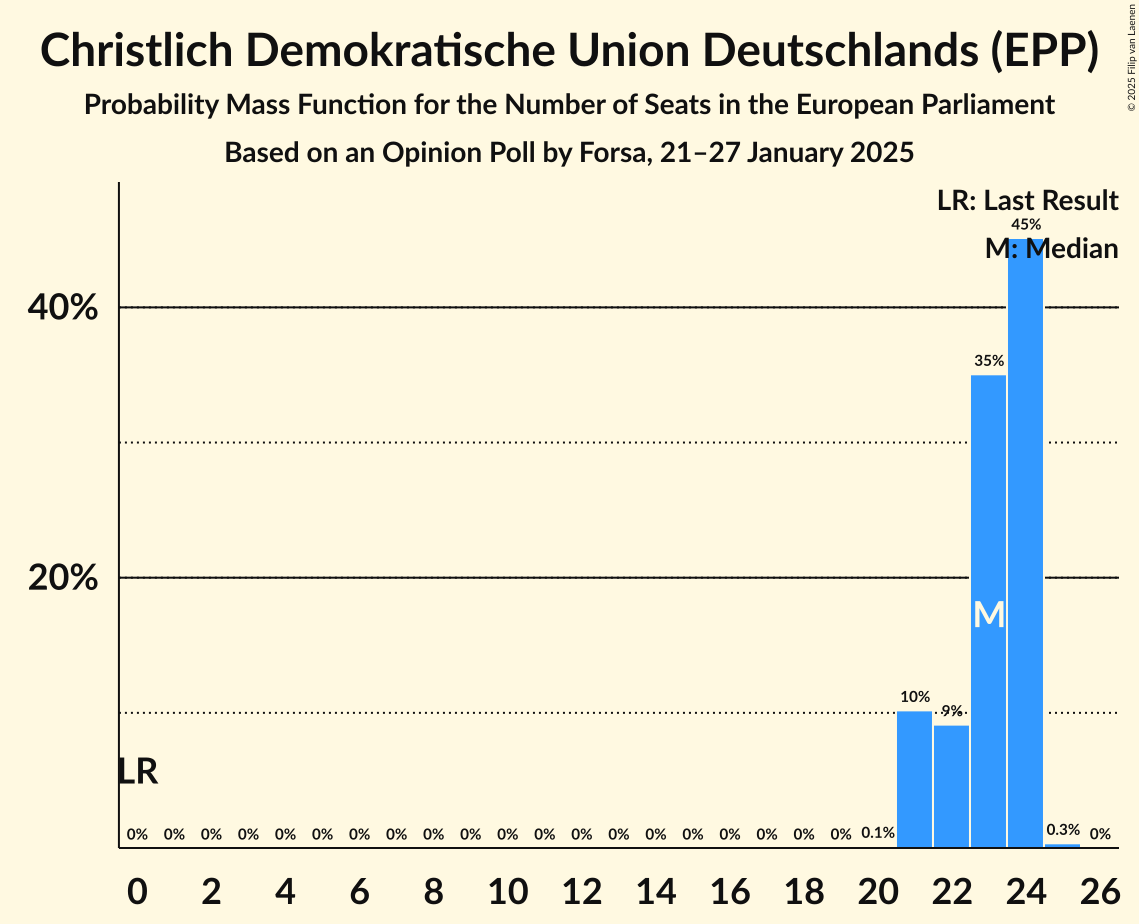 Christlich Demokratische Union Deutschlands (EPP)
Probability Mass Function for the Number of Seats in the European Parliament
Based on an Opinion Poll by Forsa, 21–27 January 2025
© 2025 Filip van Laenen
LR: Last Result
M: Median
45%
40%
35%
20%
M
10%
9%
LR
0% 0% 0% 0% 0% 0% 0% 0% 0% 0% 0% 0% 0% 0% 0% 0% 0% 0% 0% 0% 0.1% 0.3% 0%
0 2 4 6 8 10 12 14 16 18 20 22 24 26